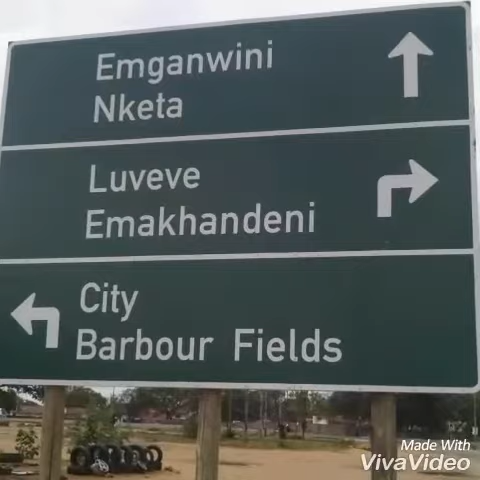 Emganwini
Nketa
Luveve
Emakhandeni
City
Barbour Fields
Made With
VivaVideo